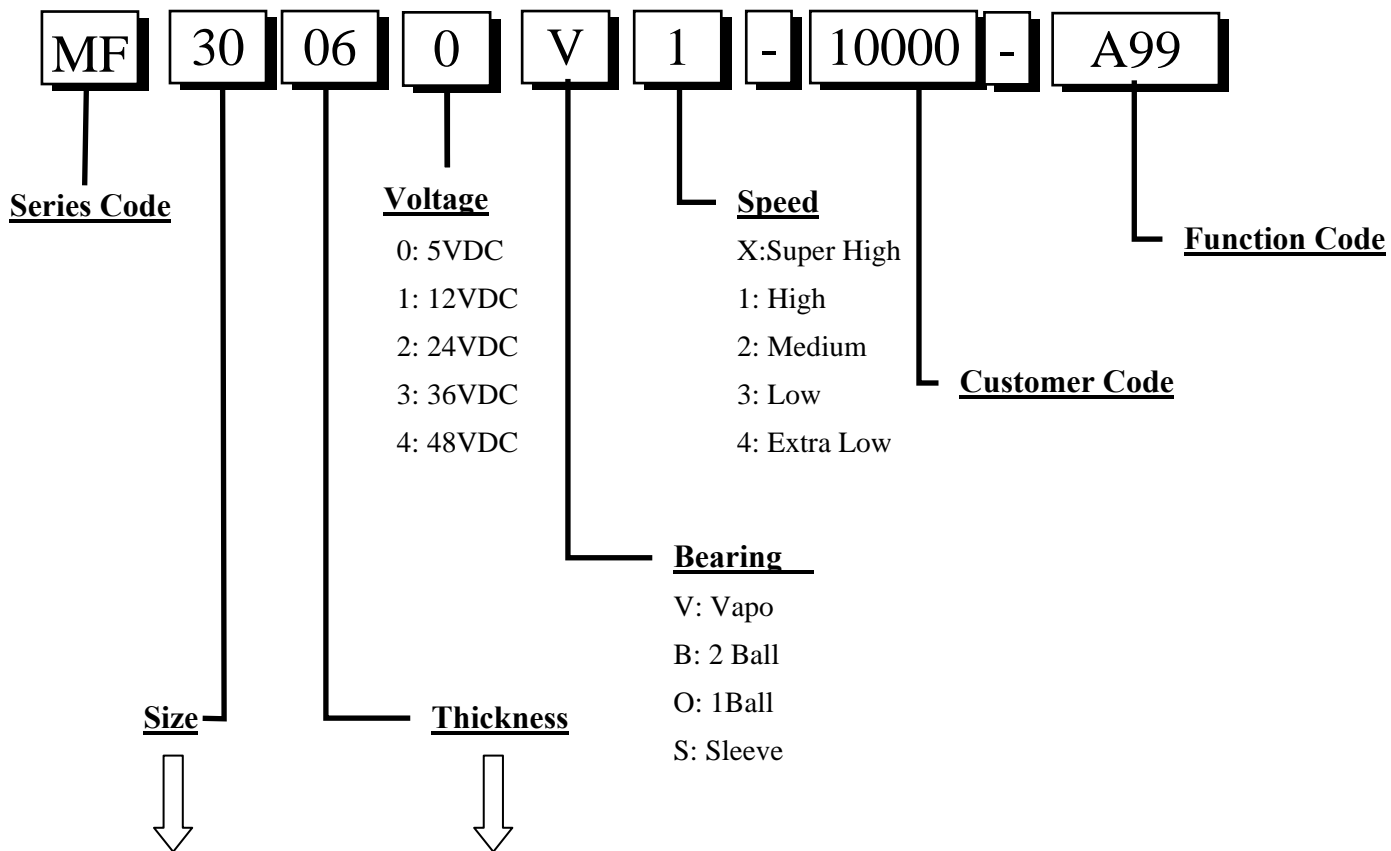 MF 30 06 0 V 1 - 10000 - A99
Series Code
Voltage
0: 5VDC
1: 12VDC
2: 24VDC
3: 36VDC
4: 48VDC
Speed
X:Super High
1: High
2: Medium
3: Low
4: Extra Low
Function Code
Customer Code
Bearing
V: Vapo
B: 2 Ball
O: 1Ball
S: Sleeve
Size
Thickness